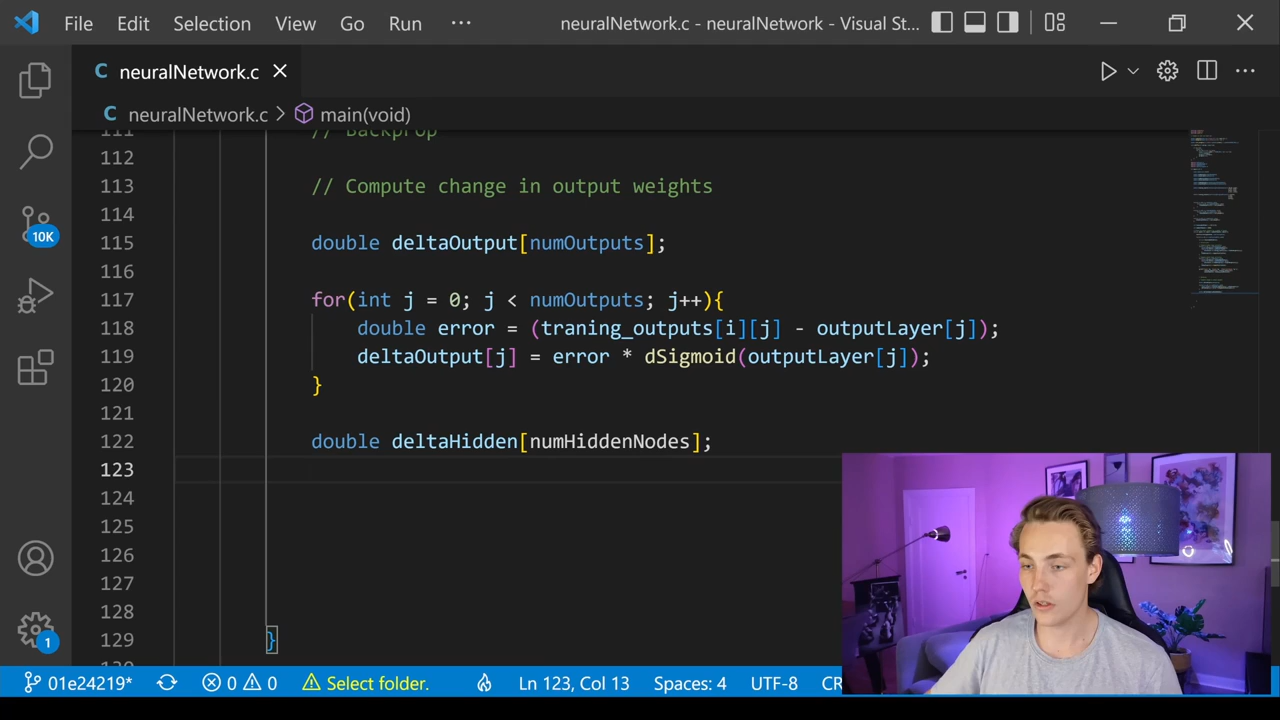 File Edit Selection View Go Run ··· neuralNetwork.c - neuralNetwork - Visual St...
C neuralNetwork.c
C neuralNetwork.c > main(void)
111 // Backprop
112
113 // Compute change in output weights
114
115 double deltaOutput[numOutputs];
116
117 for(int j = 0; j < numOutputs; j++){
118 double error = (traning_outputs[i][j] - outputLayer[j]);
119 deltaOutput[j] = error * dSigmoid(outputLayer[j]);
120 }
121
122 double deltaHidden[numHiddenNodes];
123
124
125
126
127
128
129 }
10K
1
01e24219* 0 0 Select folder. Ln 123, Col 13 Spaces: 4 UTF-8 CR